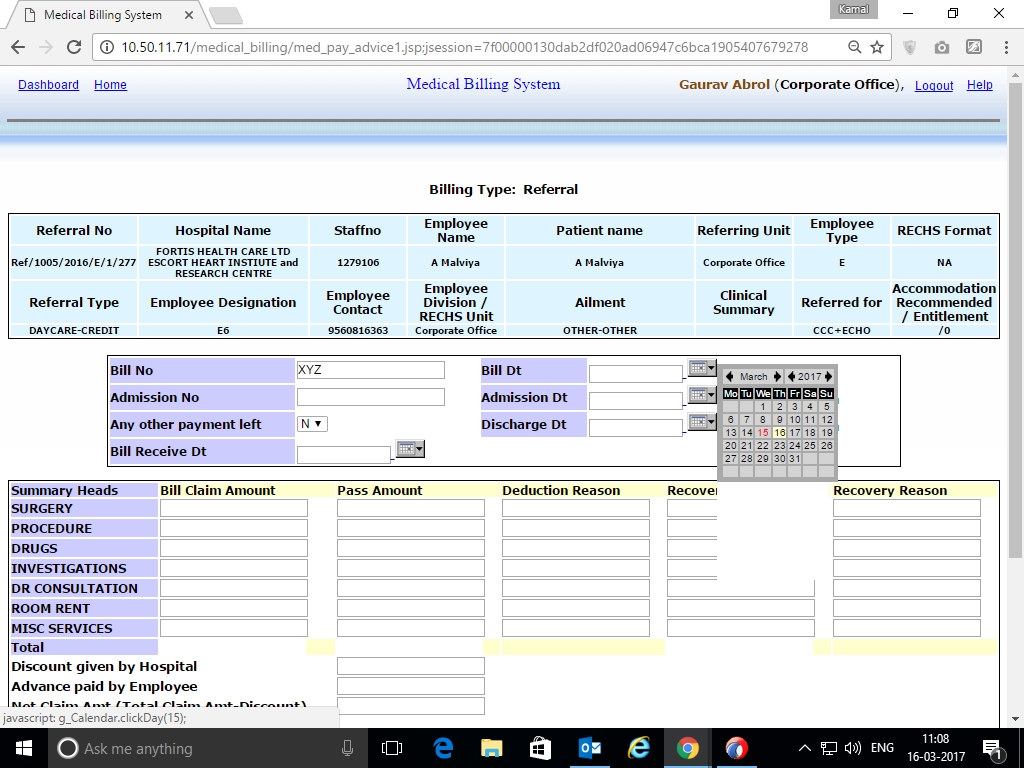 Medical Billing System
Kamal
10.50.11.71/medical_billing/med_pay_advice1.jsp;jsession=7f00000130dab2df020ad06947c6bca1905407679278
Dashboard Home Medical Billing System Gaurav Abrol (Corporate Office), Logout Help
Billing Type: Referral
Referral No Hospital Name Staffno Employee Name Patient name Referring Unit Employee Type RECHS Format
Ref/1005/2016/E/1/277 FORTIS HEALTH CARE LTD ESCORT HEART INSTIUTE and RESEARCH CENTRE 1279106 A Malviya A Malviya Corporate Office E NA
Referral Type Employee Designation Employee Contact Employee Division / RECHS Unit Ailment Clinical Summary Referred for Accommodation Recommended / Entitlement
DAYCARE-CREDIT E6 9560816363 Corporate Office OTHER-OTHER CCC+ECHO /0
Bill No XYZ Bill Dt
Admission No Admission Dt
Any other payment left N Discharge Dt
Bill Receive Dt
March 2017
Mo Tu We Th Fr Sa Su
1 2 3 4 5
6 7 8 9 10 11 12
13 14 15 16 17 18 19
20 21 22 23 24 25 26
27 28 29 30 31
Summary Heads Bill Claim Amount Pass Amount Deduction Reason Recover Recovery Reason
SURGERY
PROCEDURE
DRUGS
INVESTIGATIONS
DR CONSULTATION
ROOM RENT
MISC SERVICES
Total
Discount given by Hospital
Advance paid by Employee
Net Claim Amt (Total Claim Amt-Discount)
javascript: g_Calendar.clickDay(15);
Ask me anything
ENG
11:08
16-03-2017
1